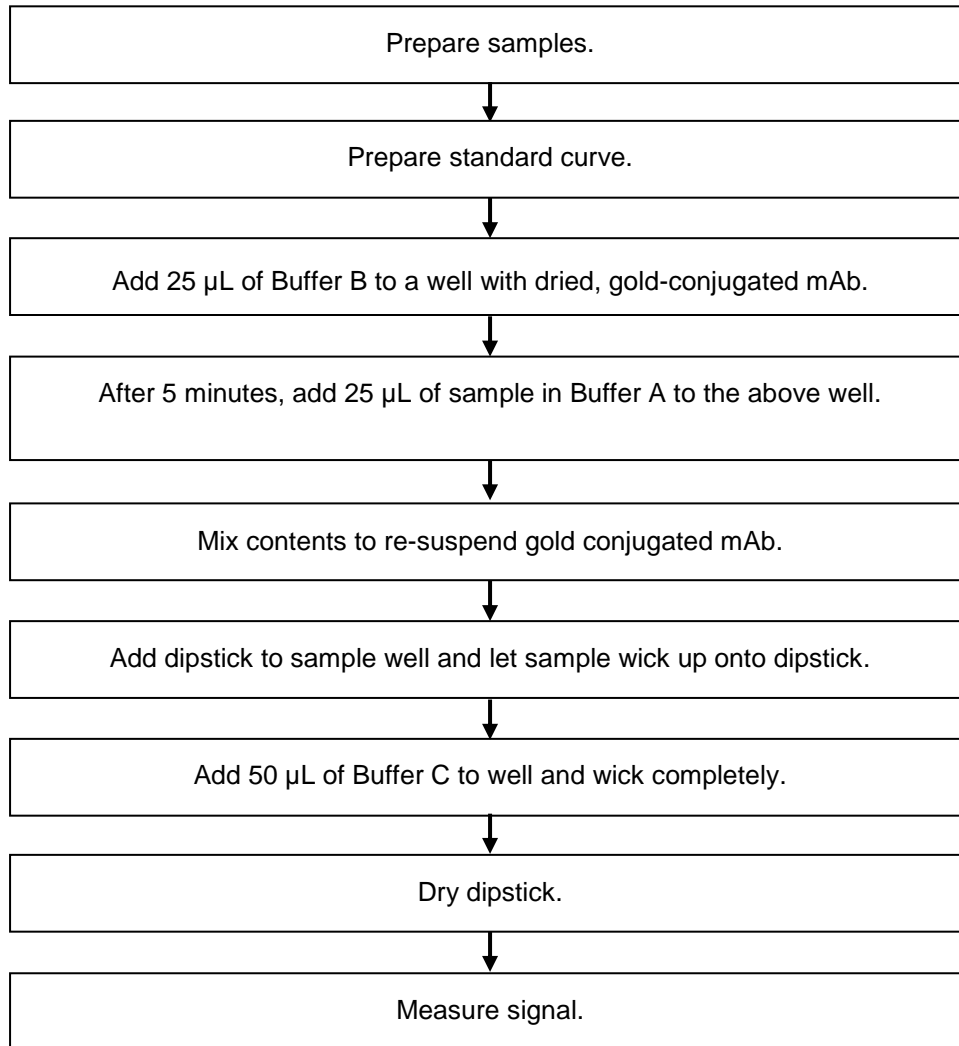 Prepare samples.
Prepare standard curve.
Add 25 µL of Buffer B to a well with dried, gold-conjugated mAb.
After 5 minutes, add 25 µL of sample in Buffer A to the above well.
Mix contents to re-suspend gold conjugated mAb.
Add dipstick to sample well and let sample wick up onto dipstick.
Add 50 µL of Buffer C to well and wick completely.
Dry dipstick.
Measure signal.